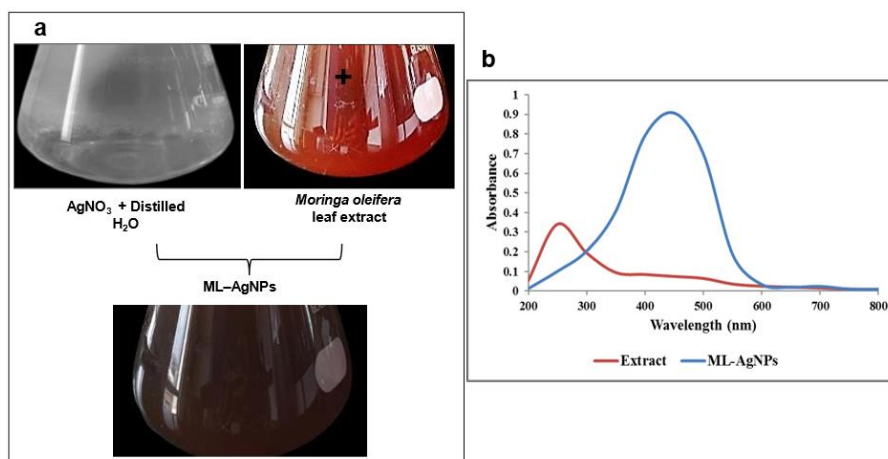 a
+
AgNO₃ + Distilled
H₂O
Moringa oleifera
leaf extract
ML–AgNPs
b
1
0.9
0.8
0.7
0.6
0.5
0.4
0.3
0.2
0.1
0
Absorbance
200 300 400 500 600 700 800
Wavelength (nm)
Extract ML-AgNPs